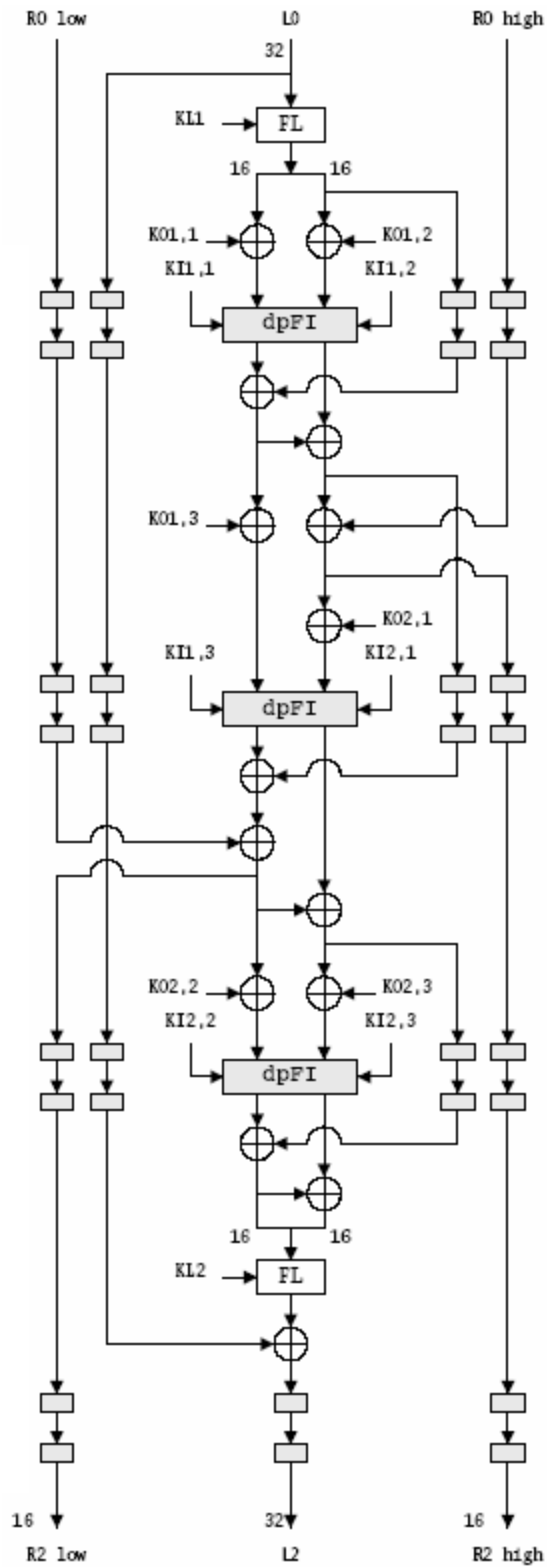 R0 low L0 R0 high
32
KL1 FL
16 16
KO1,1 KO1,2
KI1,1 KI1,2
dpFI
KO1,3
KO2,1
KI1,3 KI2,1
dpFI
KO2,2 KO2,3
KI2,2 KI2,3
dpFI
16 16
KL2 FL
16 32 16
R2 low L2 R2 high